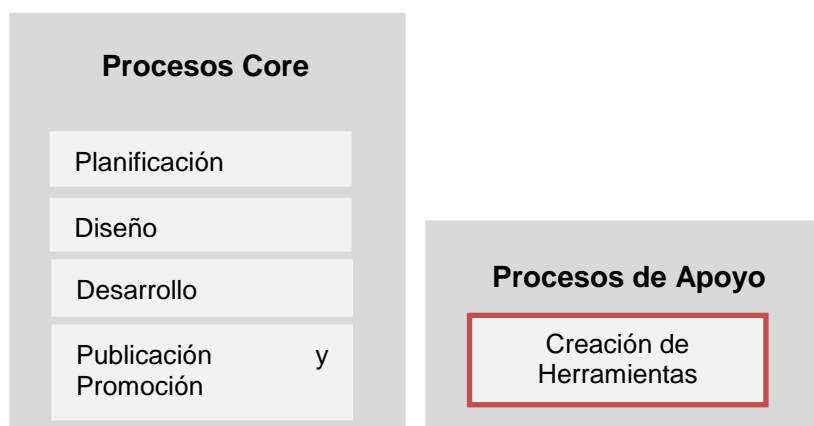 Procesos Core
Planificación
Diseño
Desarrollo
Publicación y
Promoción
Procesos de Apoyo
Creación de
Herramientas